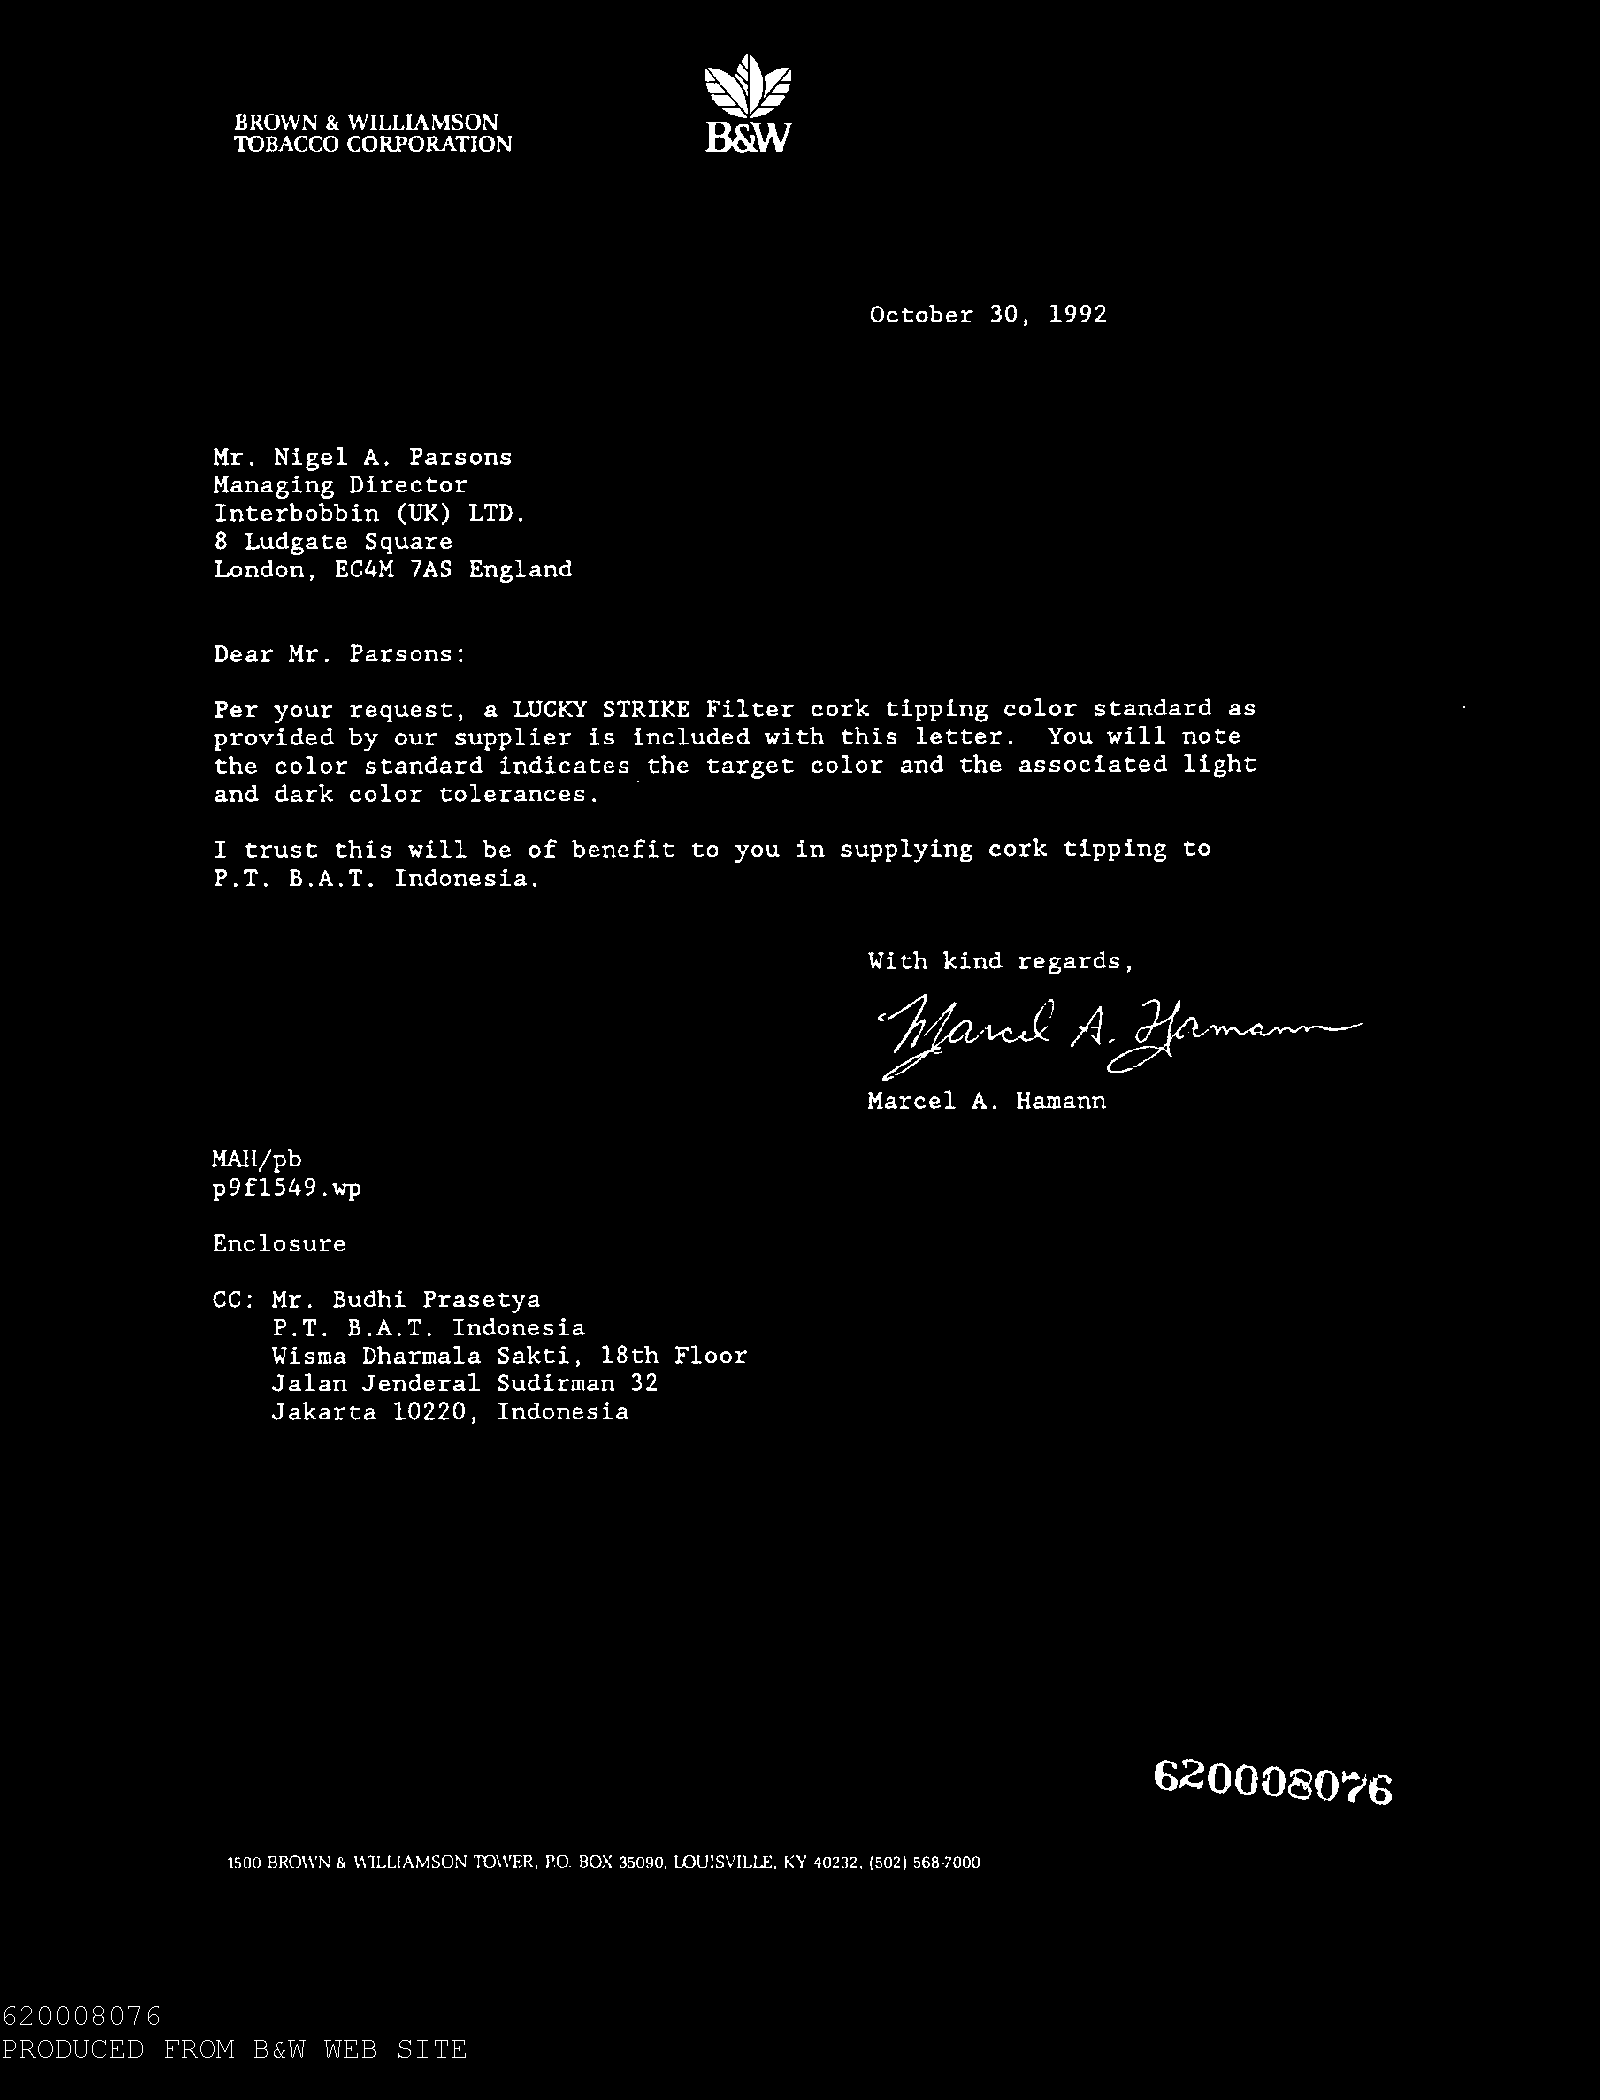 BROWN & WILLIAMSON
TOBACCO CORPORATION
B&W
October 30, 1992
Mr. Nigel A. Parsons
Managing Director
Interbobbin (UK) LTD.
8 Ludgate Square
London, EC4M 7AS England
Dear Mr. Parsons:
Per your request, a LUCKY STRIKE Filter cork tipping color standard as
provided by our supplier is included with this letter. You will note
the color standard indicates the target color and the associated light
and dark color tolerances.
I trust this will be of benefit to you in supplying cork tipping to
P.T. B.A.T. Indonesia.
With kind regards,
Marcel A. Hamann
Marcel A. Hamann
MAH/pb
p9f1549.wp
Enclosure
CC: Mr. Budhi Prasetya
P.T. B.A.T. Indonesia
Wisma Dharmala Sakti, 18th Floor
Jalan Jenderal Sudirman 32
Jakarta 10220, Indonesia
620008076
1500 BROWN & WILLIAMSON TOWER, P.O. BOX 35090, LOUISVILLE, KY 40232, (502) 568-7000
620008076
PRODUCED FROM B&W WEB SITE